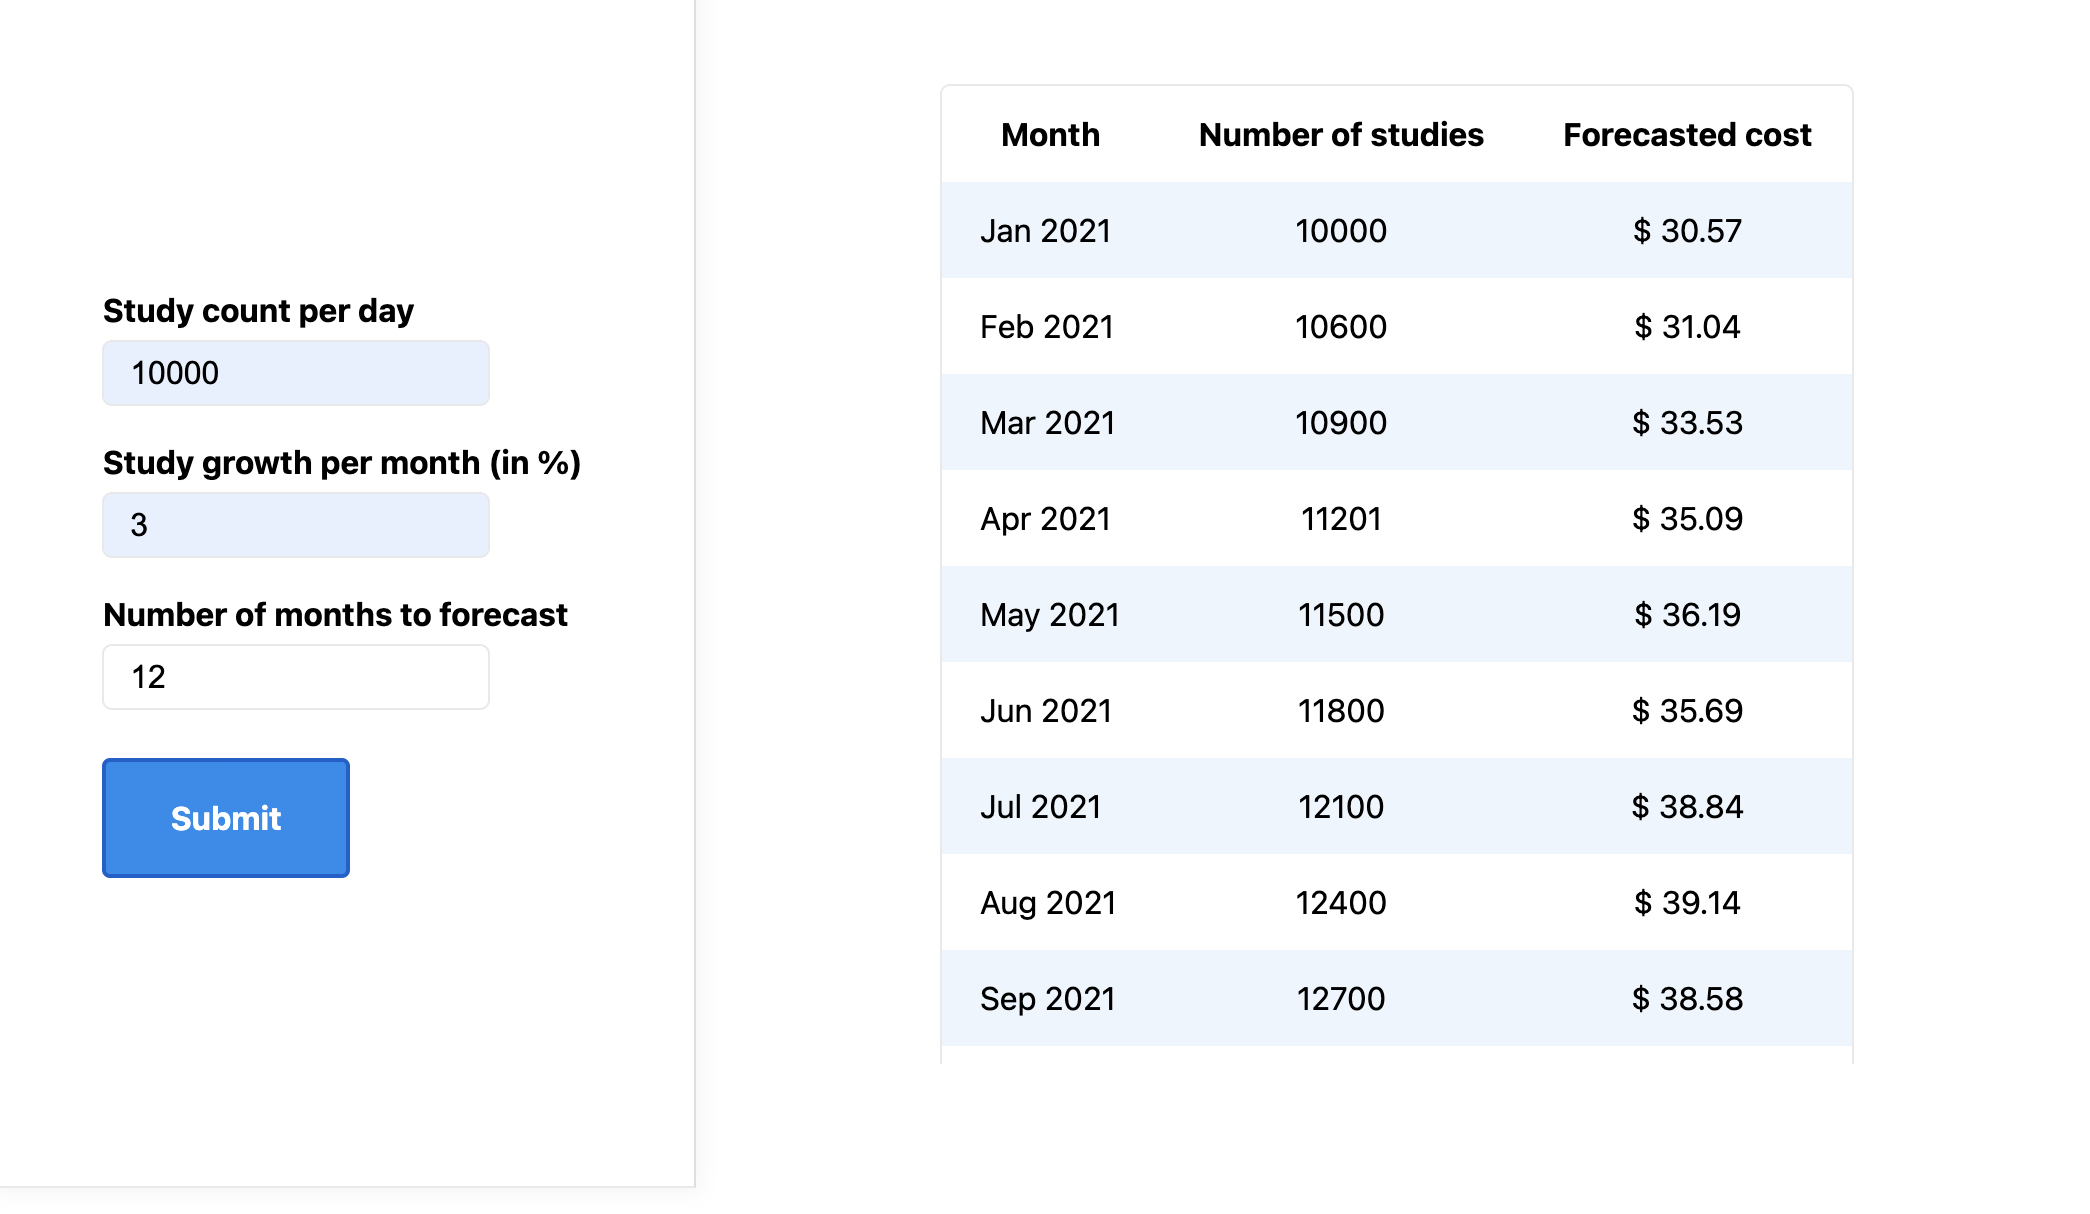 Study count per day
10000
Study growth per month (in %)
3
Number of months to forecast
12
Submit
Month Number of studies Forecasted cost
Jan 2021 10000 $ 30.57
Feb 2021 10600 $ 31.04
Mar 2021 10900 $ 33.53
Apr 2021 11201 $ 35.09
May 2021 11500 $ 36.19
Jun 2021 11800 $ 35.69
Jul 2021 12100 $ 38.84
Aug 2021 12400 $ 39.14
Sep 2021 12700 $ 38.58